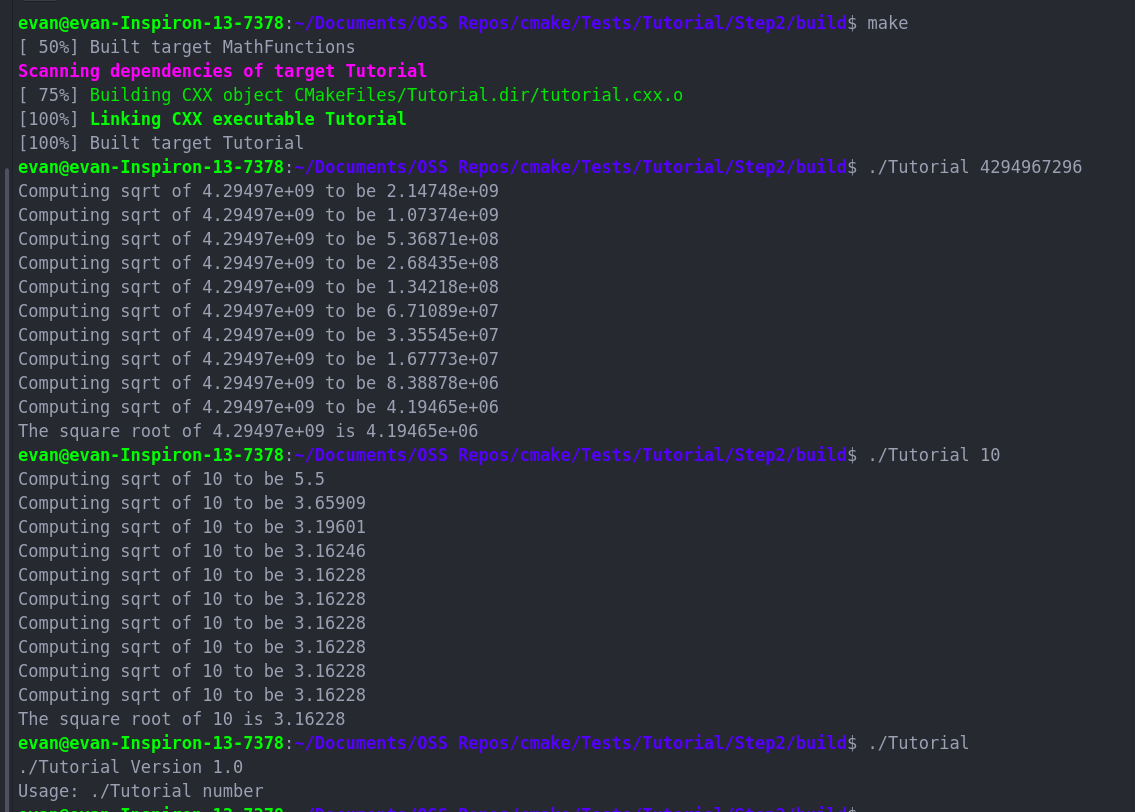 evan@evan-Inspiron-13-7378:~/Documents/OSS Repos/cmake/Tests/Tutorial/Step2/build$ make
[ 50%] Built target MathFunctions
Scanning dependencies of target Tutorial
[ 75%] Building CXX object CMakeFiles/Tutorial.dir/tutorial.cxx.o
[100%] Linking CXX executable Tutorial
[100%] Built target Tutorial
evan@evan-Inspiron-13-7378:~/Documents/OSS Repos/cmake/Tests/Tutorial/Step2/build$ ./Tutorial 4294967296
Computing sqrt of 4.29497e+09 to be 2.14748e+09
Computing sqrt of 4.29497e+09 to be 1.07374e+09
Computing sqrt of 4.29497e+09 to be 5.36871e+08
Computing sqrt of 4.29497e+09 to be 2.68435e+08
Computing sqrt of 4.29497e+09 to be 1.34218e+08
Computing sqrt of 4.29497e+09 to be 6.71089e+07
Computing sqrt of 4.29497e+09 to be 3.35545e+07
Computing sqrt of 4.29497e+09 to be 1.67773e+07
Computing sqrt of 4.29497e+09 to be 8.38878e+06
Computing sqrt of 4.29497e+09 to be 4.19465e+06
The square root of 4.29497e+09 is 4.19465e+06
evan@evan-Inspiron-13-7378:~/Documents/OSS Repos/cmake/Tests/Tutorial/Step2/build$ ./Tutorial 10
Computing sqrt of 10 to be 5.5
Computing sqrt of 10 to be 3.65909
Computing sqrt of 10 to be 3.19601
Computing sqrt of 10 to be 3.16246
Computing sqrt of 10 to be 3.16228
Computing sqrt of 10 to be 3.16228
Computing sqrt of 10 to be 3.16228
Computing sqrt of 10 to be 3.16228
Computing sqrt of 10 to be 3.16228
Computing sqrt of 10 to be 3.16228
The square root of 10 is 3.16228
evan@evan-Inspiron-13-7378:~/Documents/OSS Repos/cmake/Tests/Tutorial/Step2/build$ ./Tutorial
./Tutorial Version 1.0
Usage: ./Tutorial number